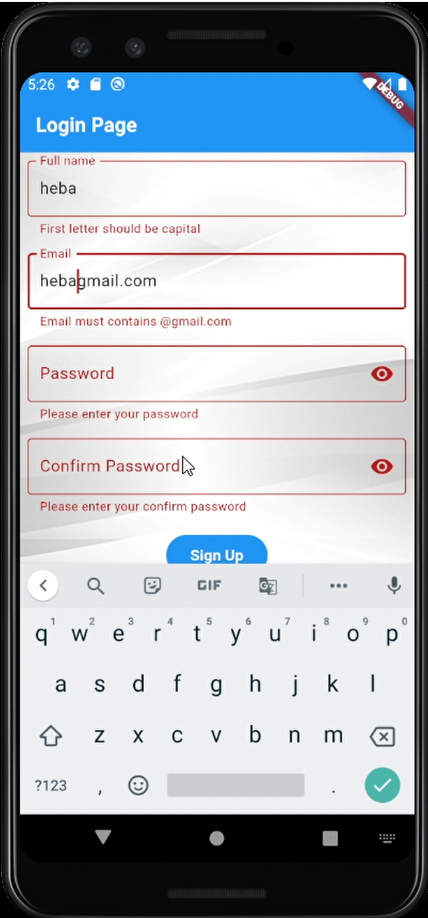 5:26
DEBUG
Login Page
Full name
heba
First letter should be capital
Email
hebagmail.com
Email must contains @gmail.com
Password
Please enter your password
Confirm Password
Please enter your confirm password
Sign Up
GIF
q1 w2 e3 r4 t5 y6 u7 i8 o9 p0
a s d f g h j k l
z x c v b n m
?123 , .